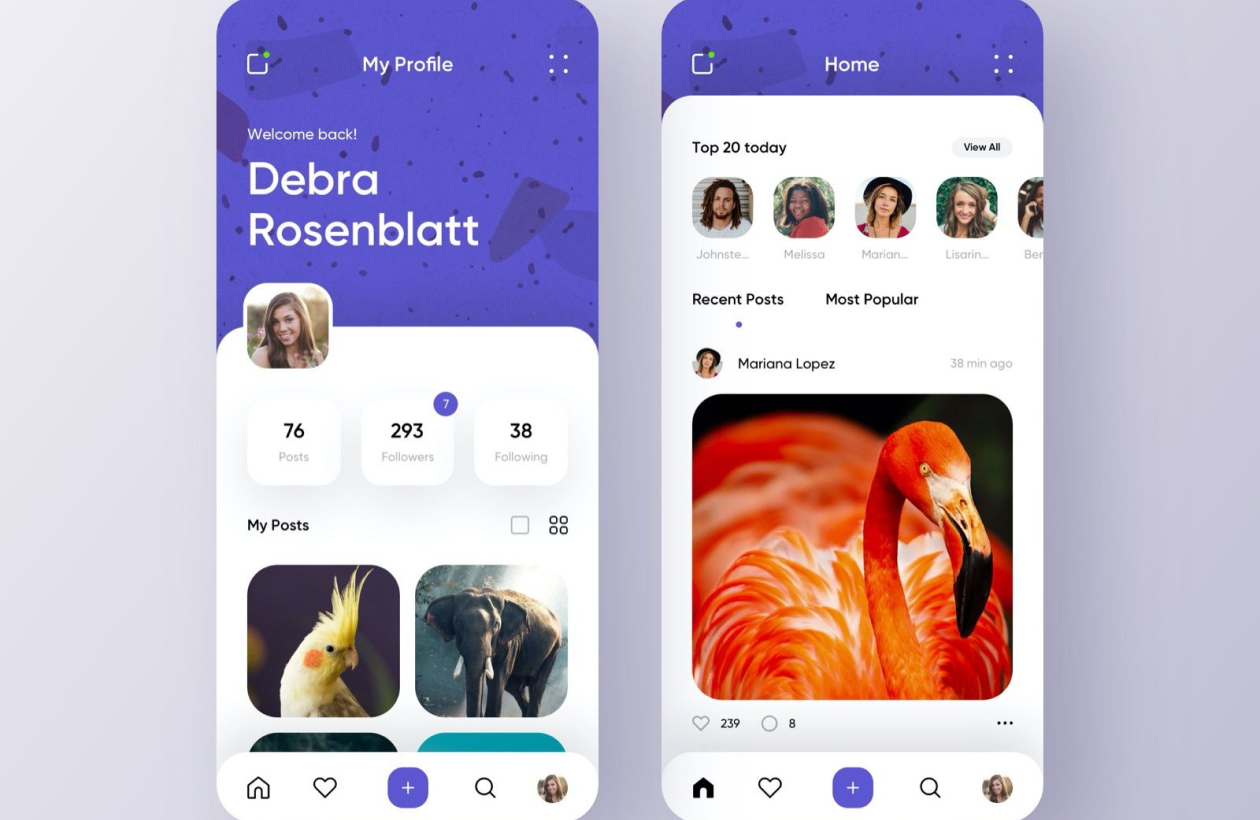 My Profile
Welcome back!
Debra
Rosenblatt
7
76
293
38
Posts
Followers
Following
My Posts
Home
Top 20 today
View All
Johnste...
Melissa
Marian...
Lisarin...
Ber
Recent Posts
Most Popular
Mariana Lopez
38 min ago
239
8